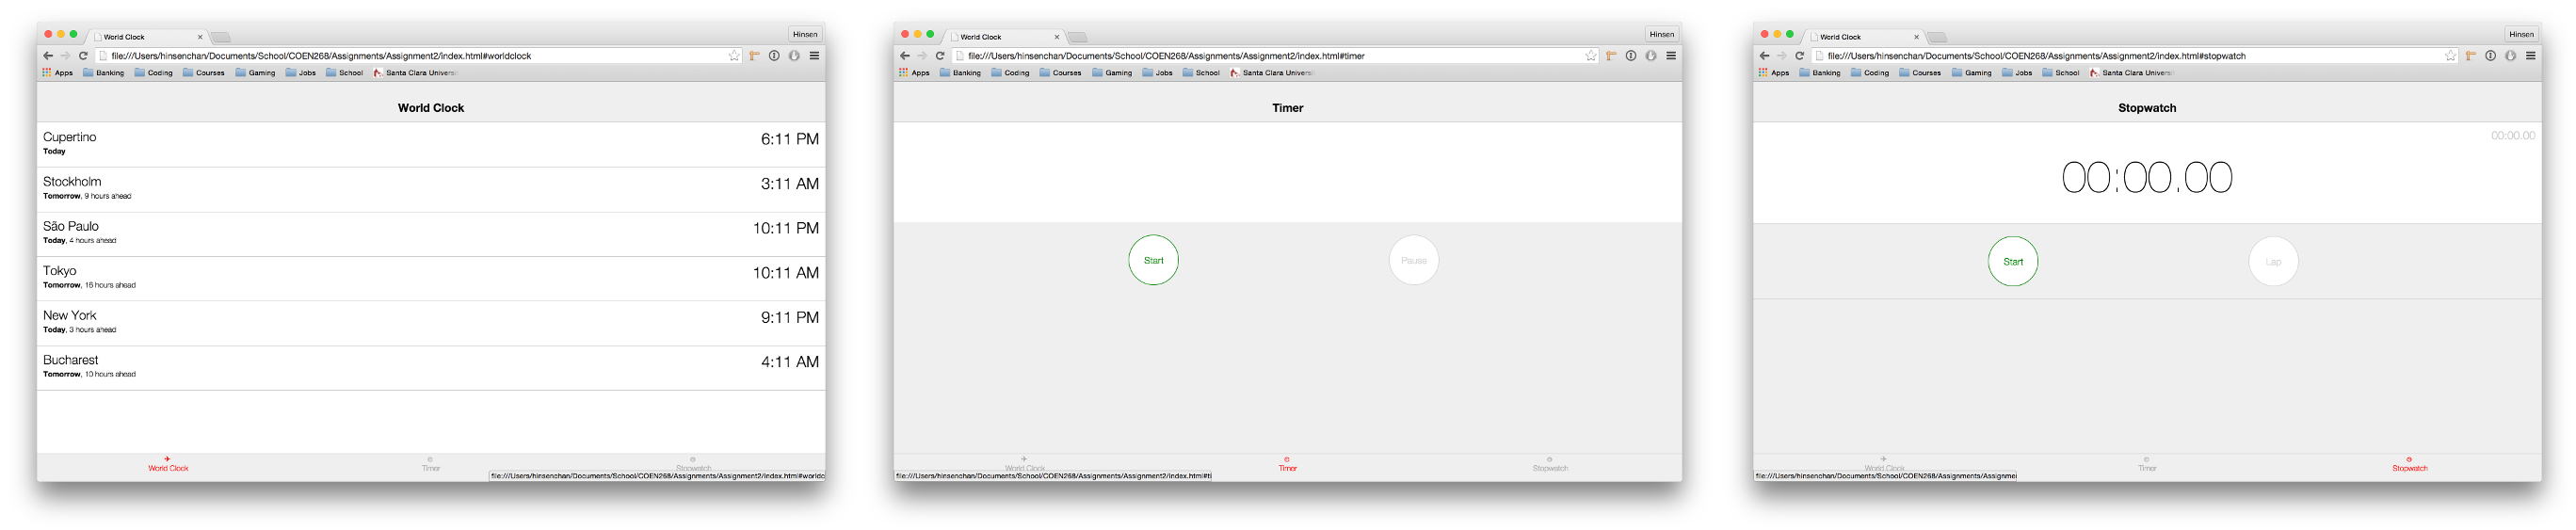 World Clock
Hinsen
file:///Users/hinsenchan/Documents/School/COEN268/Assignments/Assignment2/index.html#worldclock
Apps Banking Coding Courses Gaming Jobs School Santa Clara Univers
World Clock
Cupertino
6:11 PM
Today
Stockholm
3:11 AM
Tomorrow, 9 hours ahead
São Paulo
10:11 PM
Today, 4 hours ahead
Tokyo
10:11 AM
Tomorrow, 16 hours ahead
New York
9:11 PM
Today, 3 hours ahead
Bucharest
4:11 AM
Tomorrow, 10 hours ahead
World Clock Timer Stopwatch
file:///Users/hinsenchan/Documents/School/COEN268/Assignments/Assignment2/index.html#worldc
World Clock
Hinsen
file:///Users/hinsenchan/Documents/School/COEN268/Assignments/Assignment2/index.html#timer
Apps Banking Coding Courses Gaming Jobs School Santa Clara Univers
Timer
Start Pause
World Clock Timer Stopwatch
file:///Users/hinsenchan/Documents/School/COEN268/Assignments/Assignment2/index.html#ti
World Clock
Hinsen
file:///Users/hinsenchan/Documents/School/COEN268/Assignments/Assignment2/index.html#stopwatch
Apps Banking Coding Courses Gaming Jobs School Santa Clara Univers
Stopwatch
00:00.00
00:00.00
Start Lap
World Clock Timer Stopwatch
file:///Users/hinsenchan/Documents/School/COEN268/Assignments/Assignmen